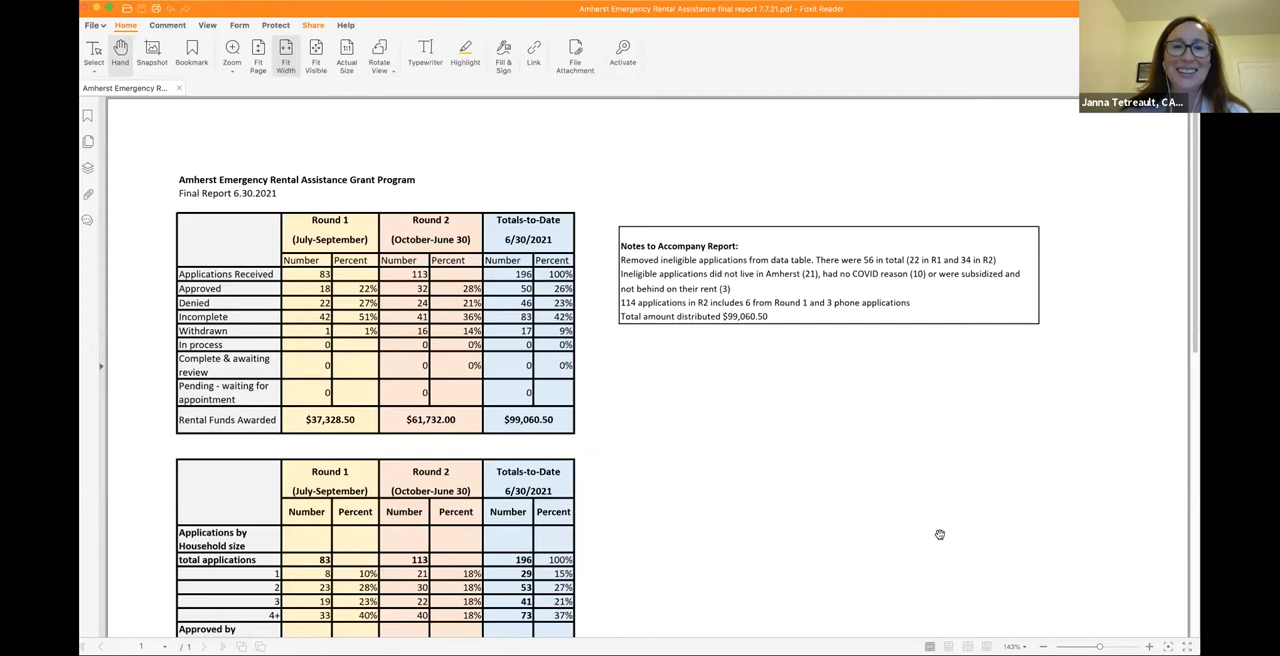 Amherst Emergency Rental Assistance final report 7.7.21.pdf - Foxit Reader
File Home Comment View Form Protect Share Help
Select Hand Snapshot Bookmark Zoom Fit Page Fit Width Fit Visible Actual Size Rotate View Typewriter Highlight Fill & Sign Link File Attachment Activate
Amherst Emergency R...
Janna Tetreault, CA...
Amherst Emergency Rental Assistance Grant Program
Final Report 6.30.2021
Round 1 Round 2 Totals-to-Date
(July-September) (October-June 30) 6/30/2021
Number Percent Number Percent Number Percent
Applications Received 83 113 196 100%
Approved 18 22% 32 28% 50 26%
Denied 22 27% 24 21% 46 23%
Incomplete 42 51% 41 36% 83 42%
Withdrawn 1 1% 16 14% 17 9%
In process 0 0 0% 0 0%
Complete & awaiting
review 0 0 0% 0 0%
Pending - waiting for
appointment 0 0 0
Rental Funds Awarded $37,328.50 $61,732.00 $99,060.50
Notes to Accompany Report:
Removed ineligible applications from data table. There were 56 in total (22 in R1 and 34 in R2)
Ineligible applications did not live in Amherst (21), had no COVID reason (10) or were subsidized and
not behind on their rent (3)
114 applications in R2 includes 6 from Round 1 and 3 phone applications
Total amount distributed $99,060.50
Round 1 Round 2 Totals-to-Date
(July-September) (October-June 30) 6/30/2021
Number Percent Number Percent Number Percent
Applications by
Household size
total applications 83 113 196 100%
1 8 10% 21 18% 29 15%
2 23 28% 30 18% 53 27%
3 19 23% 22 18% 41 21%
4+ 33 40% 40 18% 73 37%
Approved by
1 / 1
143%